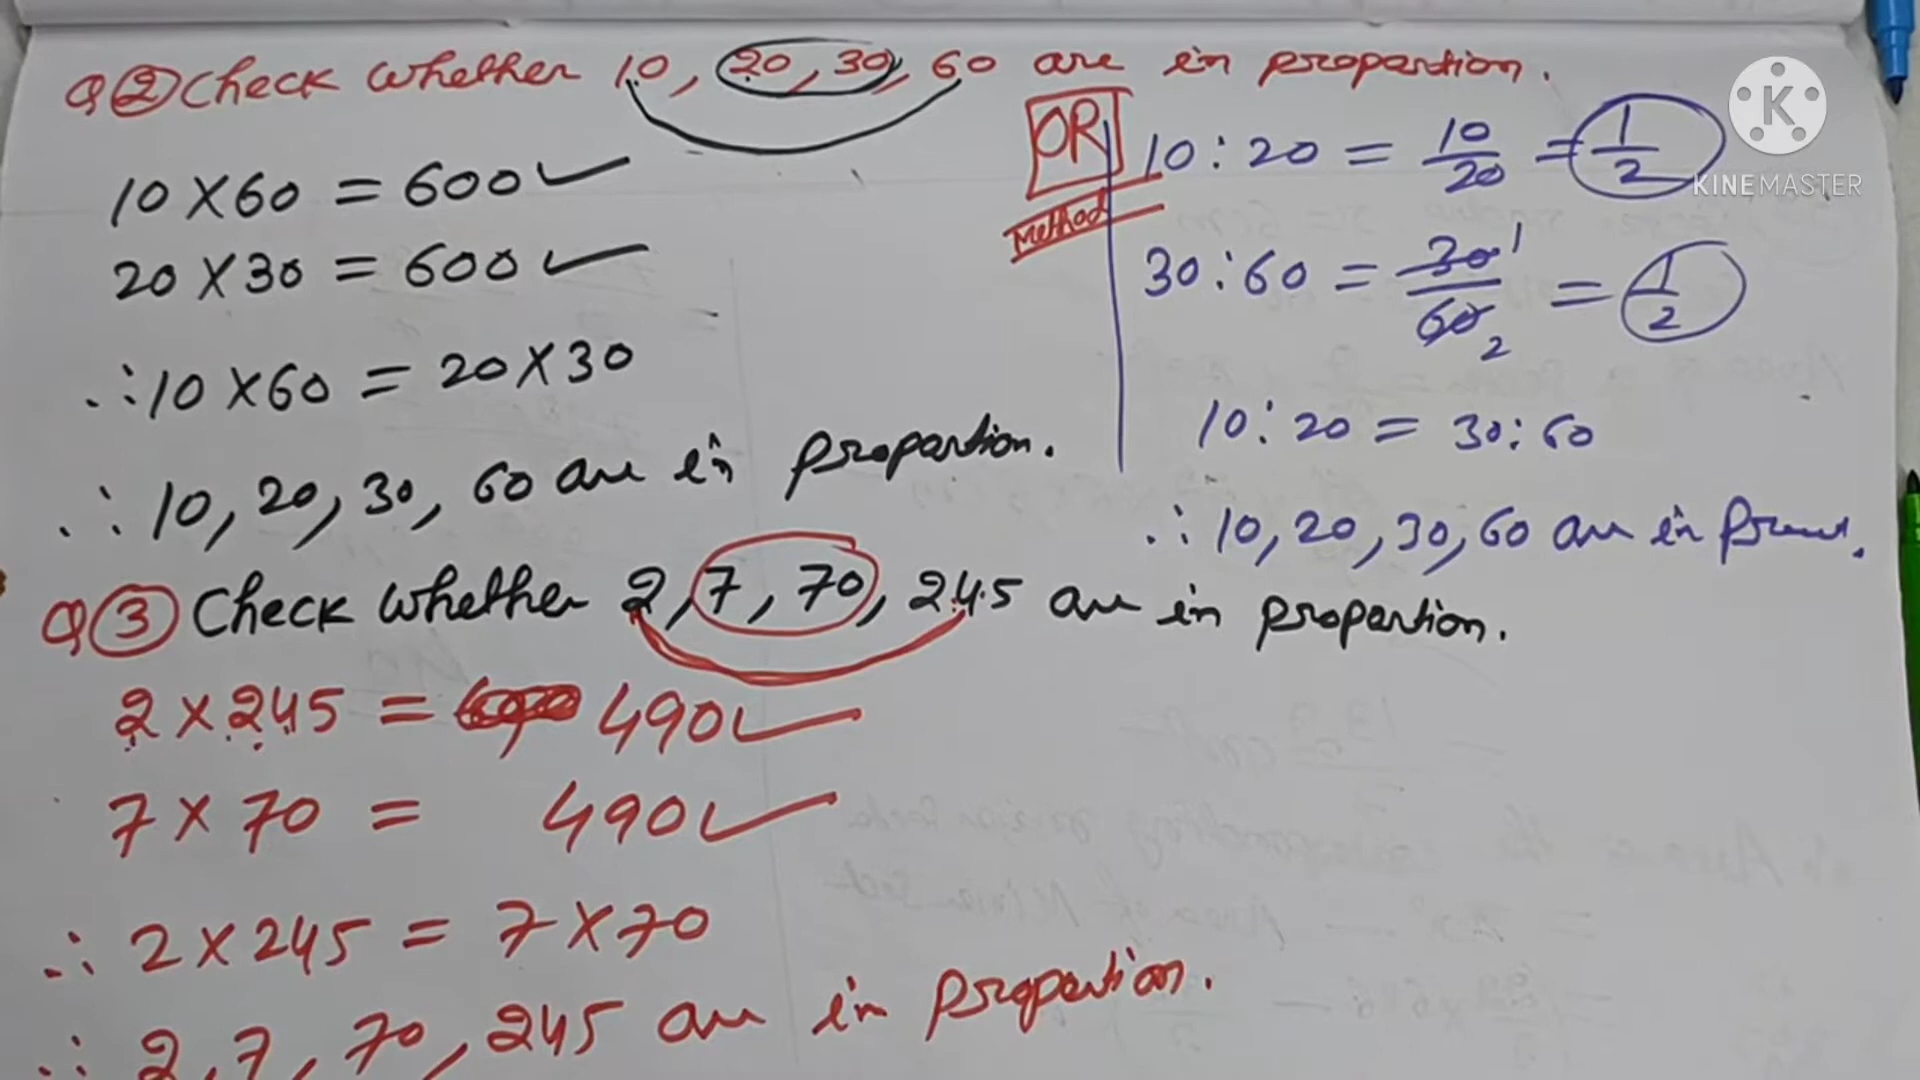 Q ② Check whether 10, 20, 30, 60 are in proportion.
10 × 60 = 600 ✓
20 × 30 = 600 ✓
∴ 10 × 60 = 20 × 30
∴ 10, 20, 30, 60 are in proportion.
OR
Method
10 : 20 = 10/20 = 1/2
30 : 60 = 30 1/60 2 = 1/2
10 : 20 = 30 : 60
∴ 10, 20, 30, 60 are in
KINEMASTER
Q ③ Check whether 2, 7, 70, 245 are in proportion.
2 × 245 = 490 ✓
7 × 70 = 490 ✓
∴ 2 × 245 = 7 × 70
∴ 2, 7, 70, 245 are in proportion.